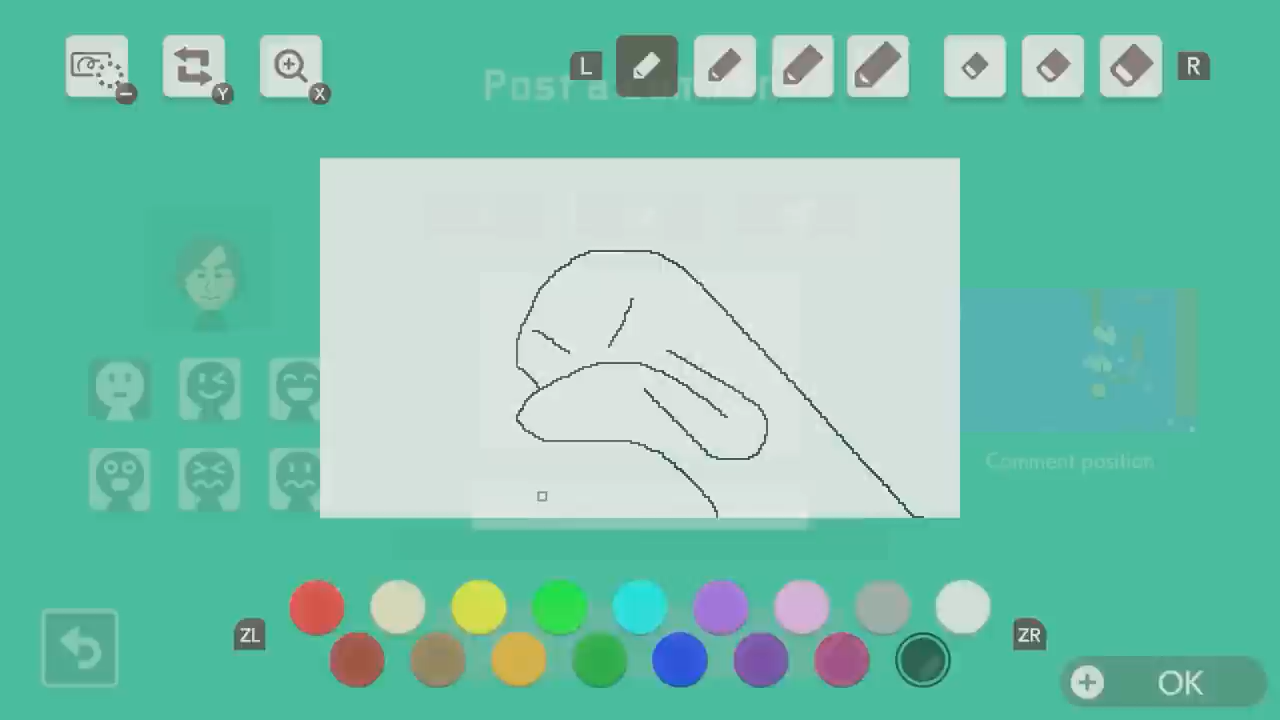 Y
X
L
R
Post a comment
Comment position
ZL
ZR
OK